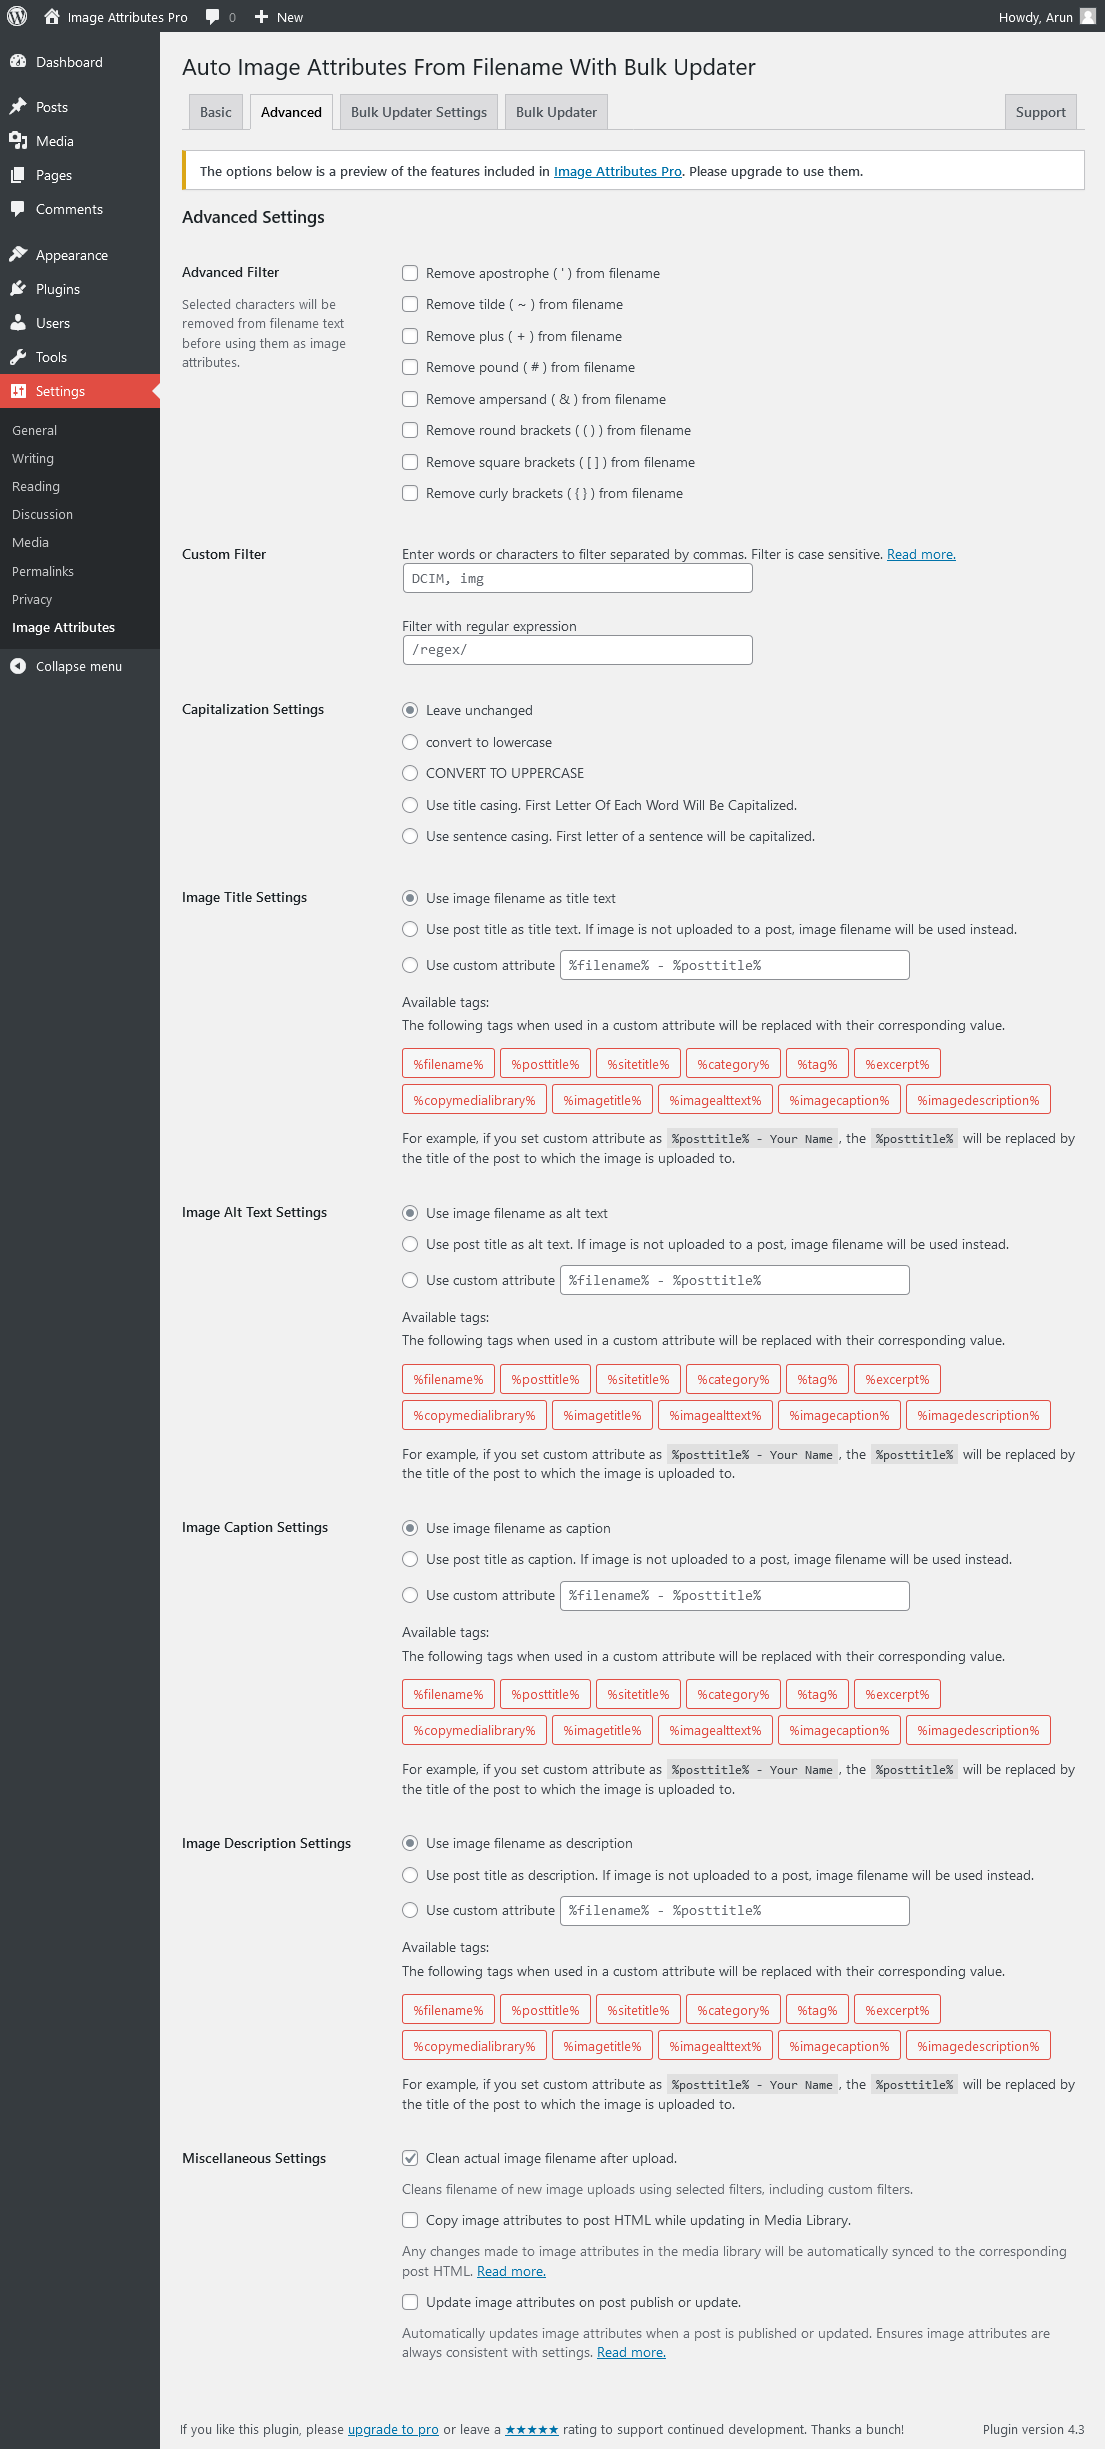 Image Attributes Pro 0 New Howdy, Arun
Dashboard
Posts
Media
Pages
Comments
Appearance
Plugins
Users
Tools
Settings
General
Writing
Reading
Discussion
Media
Permalinks
Privacy
Image Attributes
Collapse menu
Auto Image Attributes From Filename With Bulk Updater
Basic Advanced Bulk Updater Settings Bulk Updater Support
The options below is a preview of the features included in Image Attributes Pro. Please upgrade to use them.
Advanced Settings
Advanced Filter
Selected characters will be
removed from filename text
before using them as image
attributes.
Remove apostrophe ( ' ) from filename
Remove tilde ( ~ ) from filename
Remove plus ( + ) from filename
Remove pound ( # ) from filename
Remove ampersand ( & ) from filename
Remove round brackets ( ( ) ) from filename
Remove square brackets ( [ ] ) from filename
Remove curly brackets ( { } ) from filename
Custom Filter
Enter words or characters to filter separated by commas. Filter is case sensitive. Read more.
DCIM, img
Filter with regular expression
/regex/
Capitalization Settings
Leave unchanged
convert to lowercase
CONVERT TO UPPERCASE
Use title casing. First Letter Of Each Word Will Be Capitalized.
Use sentence casing. First letter of a sentence will be capitalized.
Image Title Settings
Use image filename as title text
Use post title as title text. If image is not uploaded to a post, image filename will be used instead.
Use custom attribute %filename% - %posttitle%
Available tags:
The following tags when used in a custom attribute will be replaced with their corresponding value.
%filename% %posttitle% %sitetitle% %category% %tag% %excerpt%
%copymedialibrary% %imagetitle% %imagealttext% %imagecaption% %imagedescription%
For example, if you set custom attribute as %posttitle% - Your Name , the %posttitle% will be replaced by
the title of the post to which the image is uploaded to.
Image Alt Text Settings
Use image filename as alt text
Use post title as alt text. If image is not uploaded to a post, image filename will be used instead.
Use custom attribute %filename% - %posttitle%
Available tags:
The following tags when used in a custom attribute will be replaced with their corresponding value.
%filename% %posttitle% %sitetitle% %category% %tag% %excerpt%
%copymedialibrary% %imagetitle% %imagealttext% %imagecaption% %imagedescription%
For example, if you set custom attribute as %posttitle% - Your Name , the %posttitle% will be replaced by
the title of the post to which the image is uploaded to.
Image Caption Settings
Use image filename as caption
Use post title as caption. If image is not uploaded to a post, image filename will be used instead.
Use custom attribute %filename% - %posttitle%
Available tags:
The following tags when used in a custom attribute will be replaced with their corresponding value.
%filename% %posttitle% %sitetitle% %category% %tag% %excerpt%
%copymedialibrary% %imagetitle% %imagealttext% %imagecaption% %imagedescription%
For example, if you set custom attribute as %posttitle% - Your Name , the %posttitle% will be replaced by
the title of the post to which the image is uploaded to.
Image Description Settings
Use image filename as description
Use post title as description. If image is not uploaded to a post, image filename will be used instead.
Use custom attribute %filename% - %posttitle%
Available tags:
The following tags when used in a custom attribute will be replaced with their corresponding value.
%filename% %posttitle% %sitetitle% %category% %tag% %excerpt%
%copymedialibrary% %imagetitle% %imagealttext% %imagecaption% %imagedescription%
For example, if you set custom attribute as %posttitle% - Your Name , the %posttitle% will be replaced by
the title of the post to which the image is uploaded to.
Miscellaneous Settings
Clean actual image filename after upload.
Cleans filename of new image uploads using selected filters, including custom filters.
Copy image attributes to post HTML while updating in Media Library.
Any changes made to image attributes in the media library will be automatically synced to the corresponding
post HTML. Read more.
Update image attributes on post publish or update.
Automatically updates image attributes when a post is published or updated. Ensures image attributes are
always consistent with settings. Read more.
If you like this plugin, please upgrade to pro or leave a ★★★★★ rating to support continued development. Thanks a bunch! Plugin version 4.3